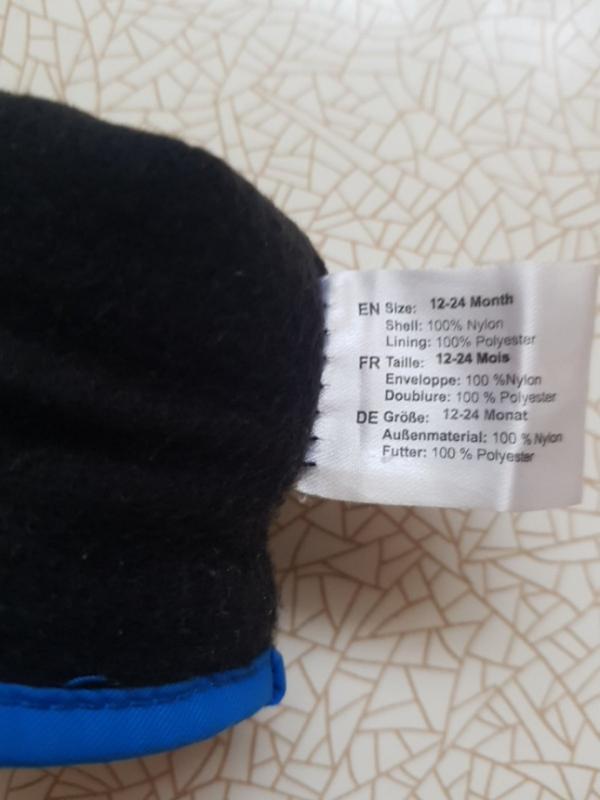 EN Size: 12-24 Month
Shell: 100% Nylon
Lining: 100% Polyester
FR Taille: 12-24 Mois
Enveloppe: 100 %Nylon
Doublure: 100 % Polyester
DE Größe: 12-24 Monat
Außenmaterial: 100 % Nylon
Futter: 100 % Polyester